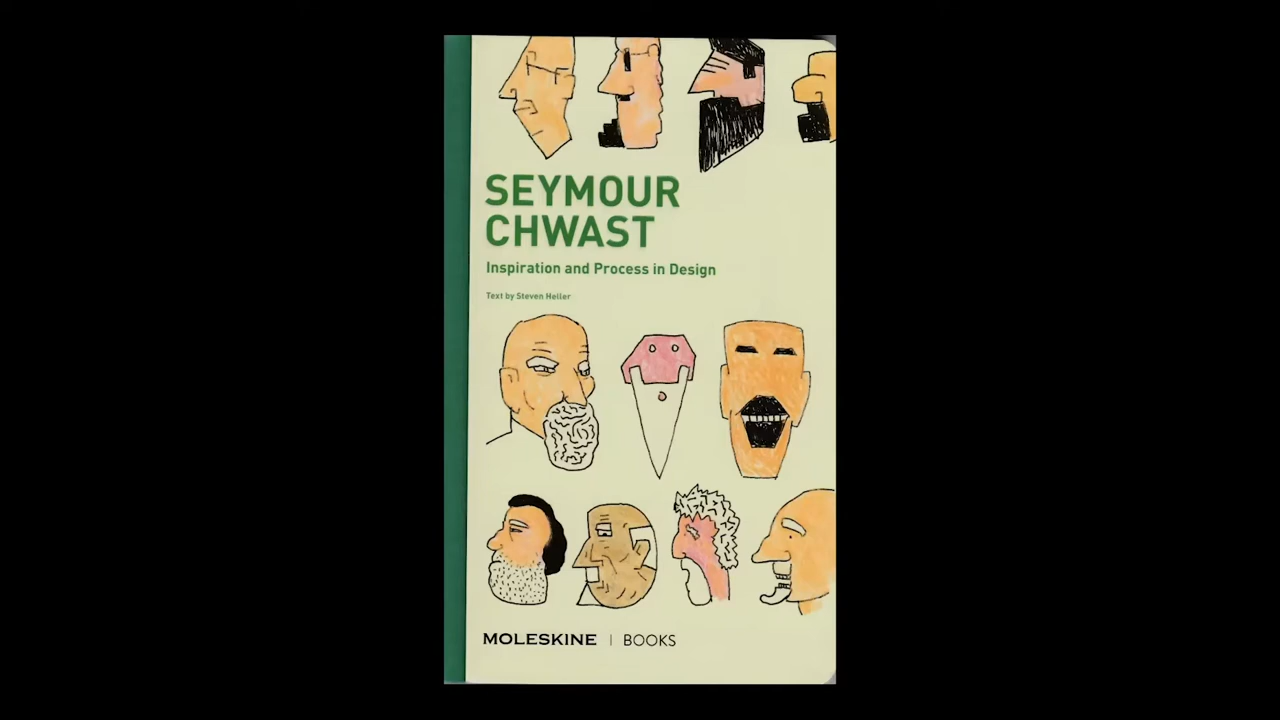 SEYMOUR
CHWAST
Inspiration and Process in Design
Text by Steven Heller
MOLESKINE | BOOKS